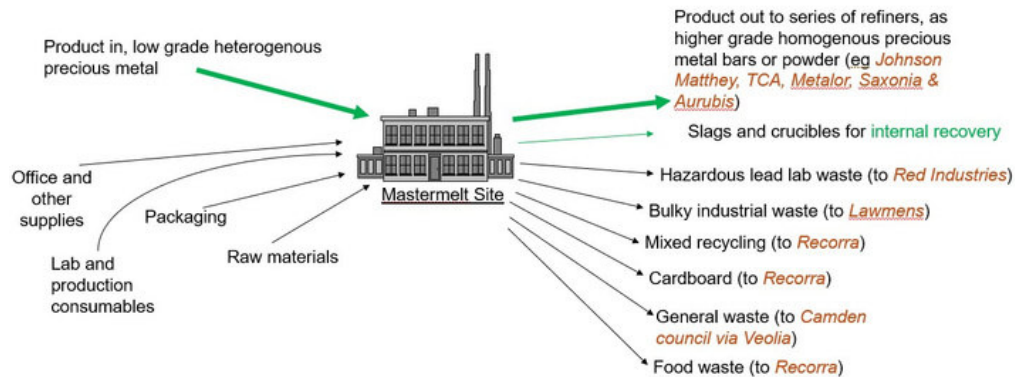 Product in, low grade heterogenous
precious metal
Office and
other
supplies
Packaging
Lab and
production
consumables
Raw materials
Mastermelt Site
Product out to series of refiners, as
higher grade homogenous precious
metal bars or powder (eg Johnson
Matthey, TCA, Metalor, Saxonia &
Aurubis)
Slags and crucibles for internal recovery
Hazardous lead lab waste (to Red Industries)
Bulky industrial waste (to Lawmens)
Mixed recycling (to Recorra)
Cardboard (to Recorra)
General waste (to Camden
council via Veolia)
Food waste (to Recorra)